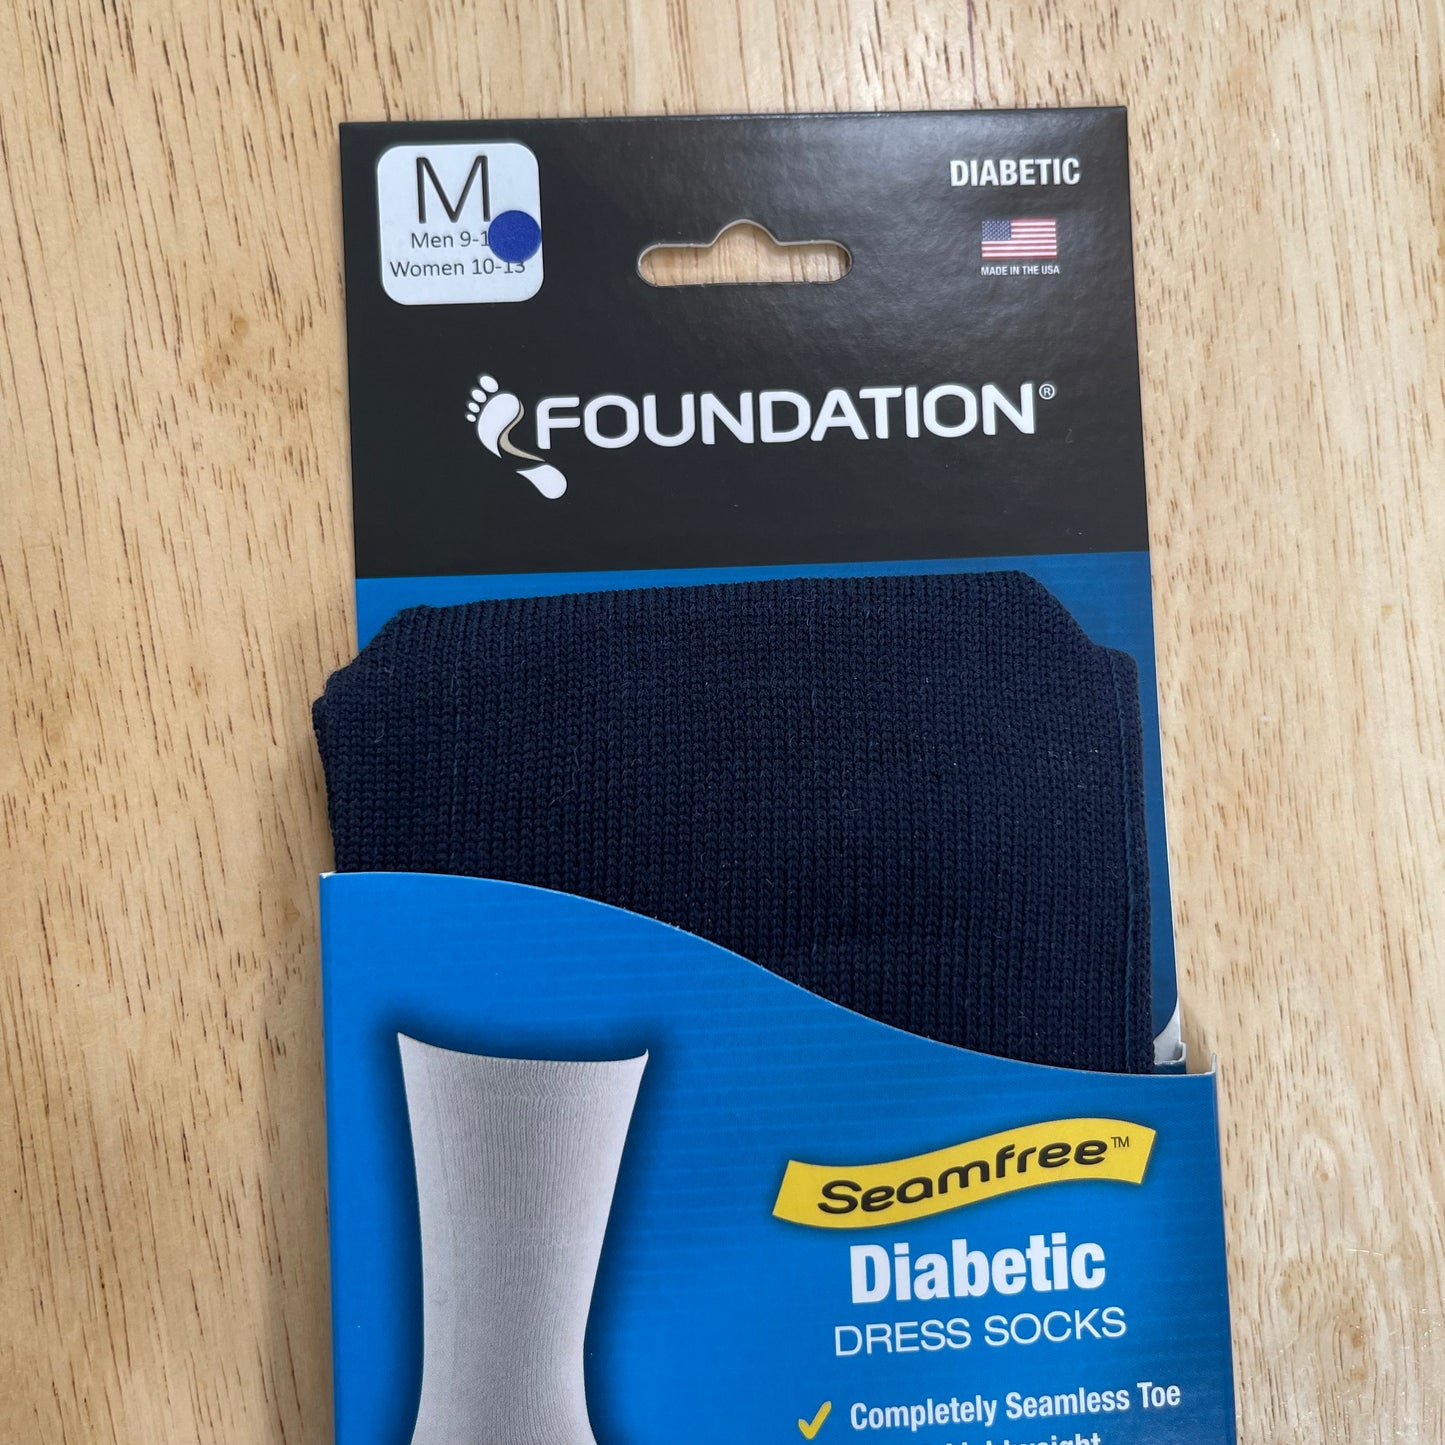 M
Men 9-1
Women 10-13
DIABETIC
MADE IN THE USA
FOUNDATION®
Seamfree™
Diabetic
DRESS SOCKS
✓ Completely Seamless Toe